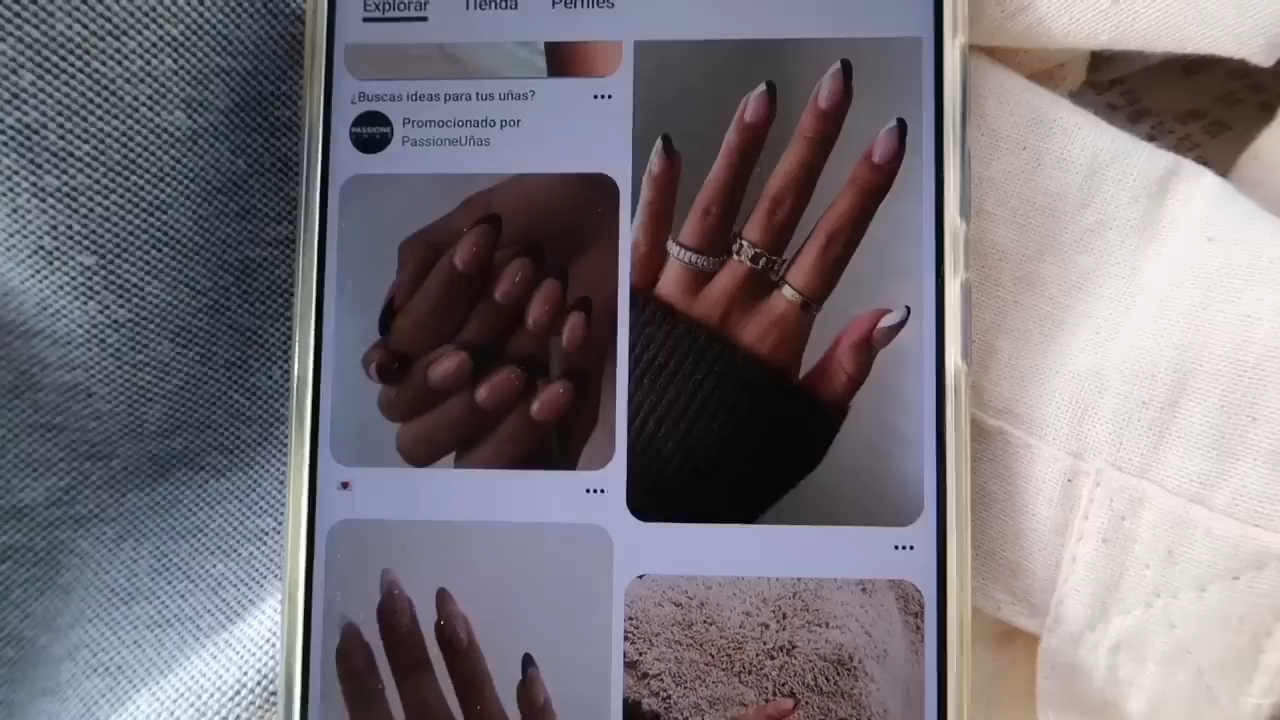 Explorar
Tienda
Perfiles
¿Buscas ideas para tus uñas?
PASSIONE
Promocionado por
PassioneUñas